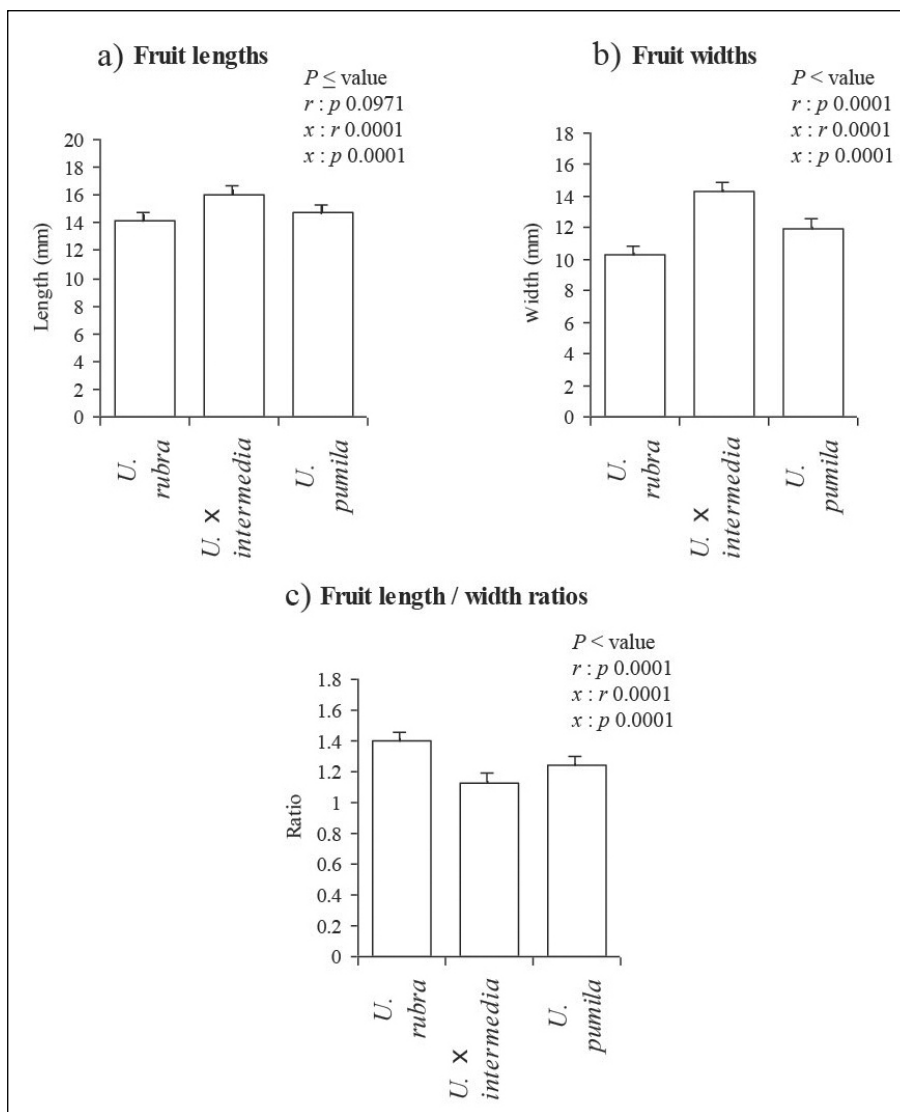 a) Fruit lengths
P ≤ value
r : p 0.0971
x : r 0.0001
x : p 0.0001
20
18
16
14
12
10
8
6
4
2
0
Length (mm)
U. rubra
U. x intermedia
U. pumila
b) Fruit widths
P < value
r : p 0.0001
x : r 0.0001
x : p 0.0001
18
16
14
12
10
8
6
4
2
0
Width (mm)
U. rubra
U. x intermedia
U. pumila
c) Fruit length / width ratios
P < value
r : p 0.0001
x : r 0.0001
x : p 0.0001
1.8
1.6
1.4
1.2
1
0.8
0.6
0.4
0.2
0
Ratio
U. rubra
U. x intermedia
U. pumila